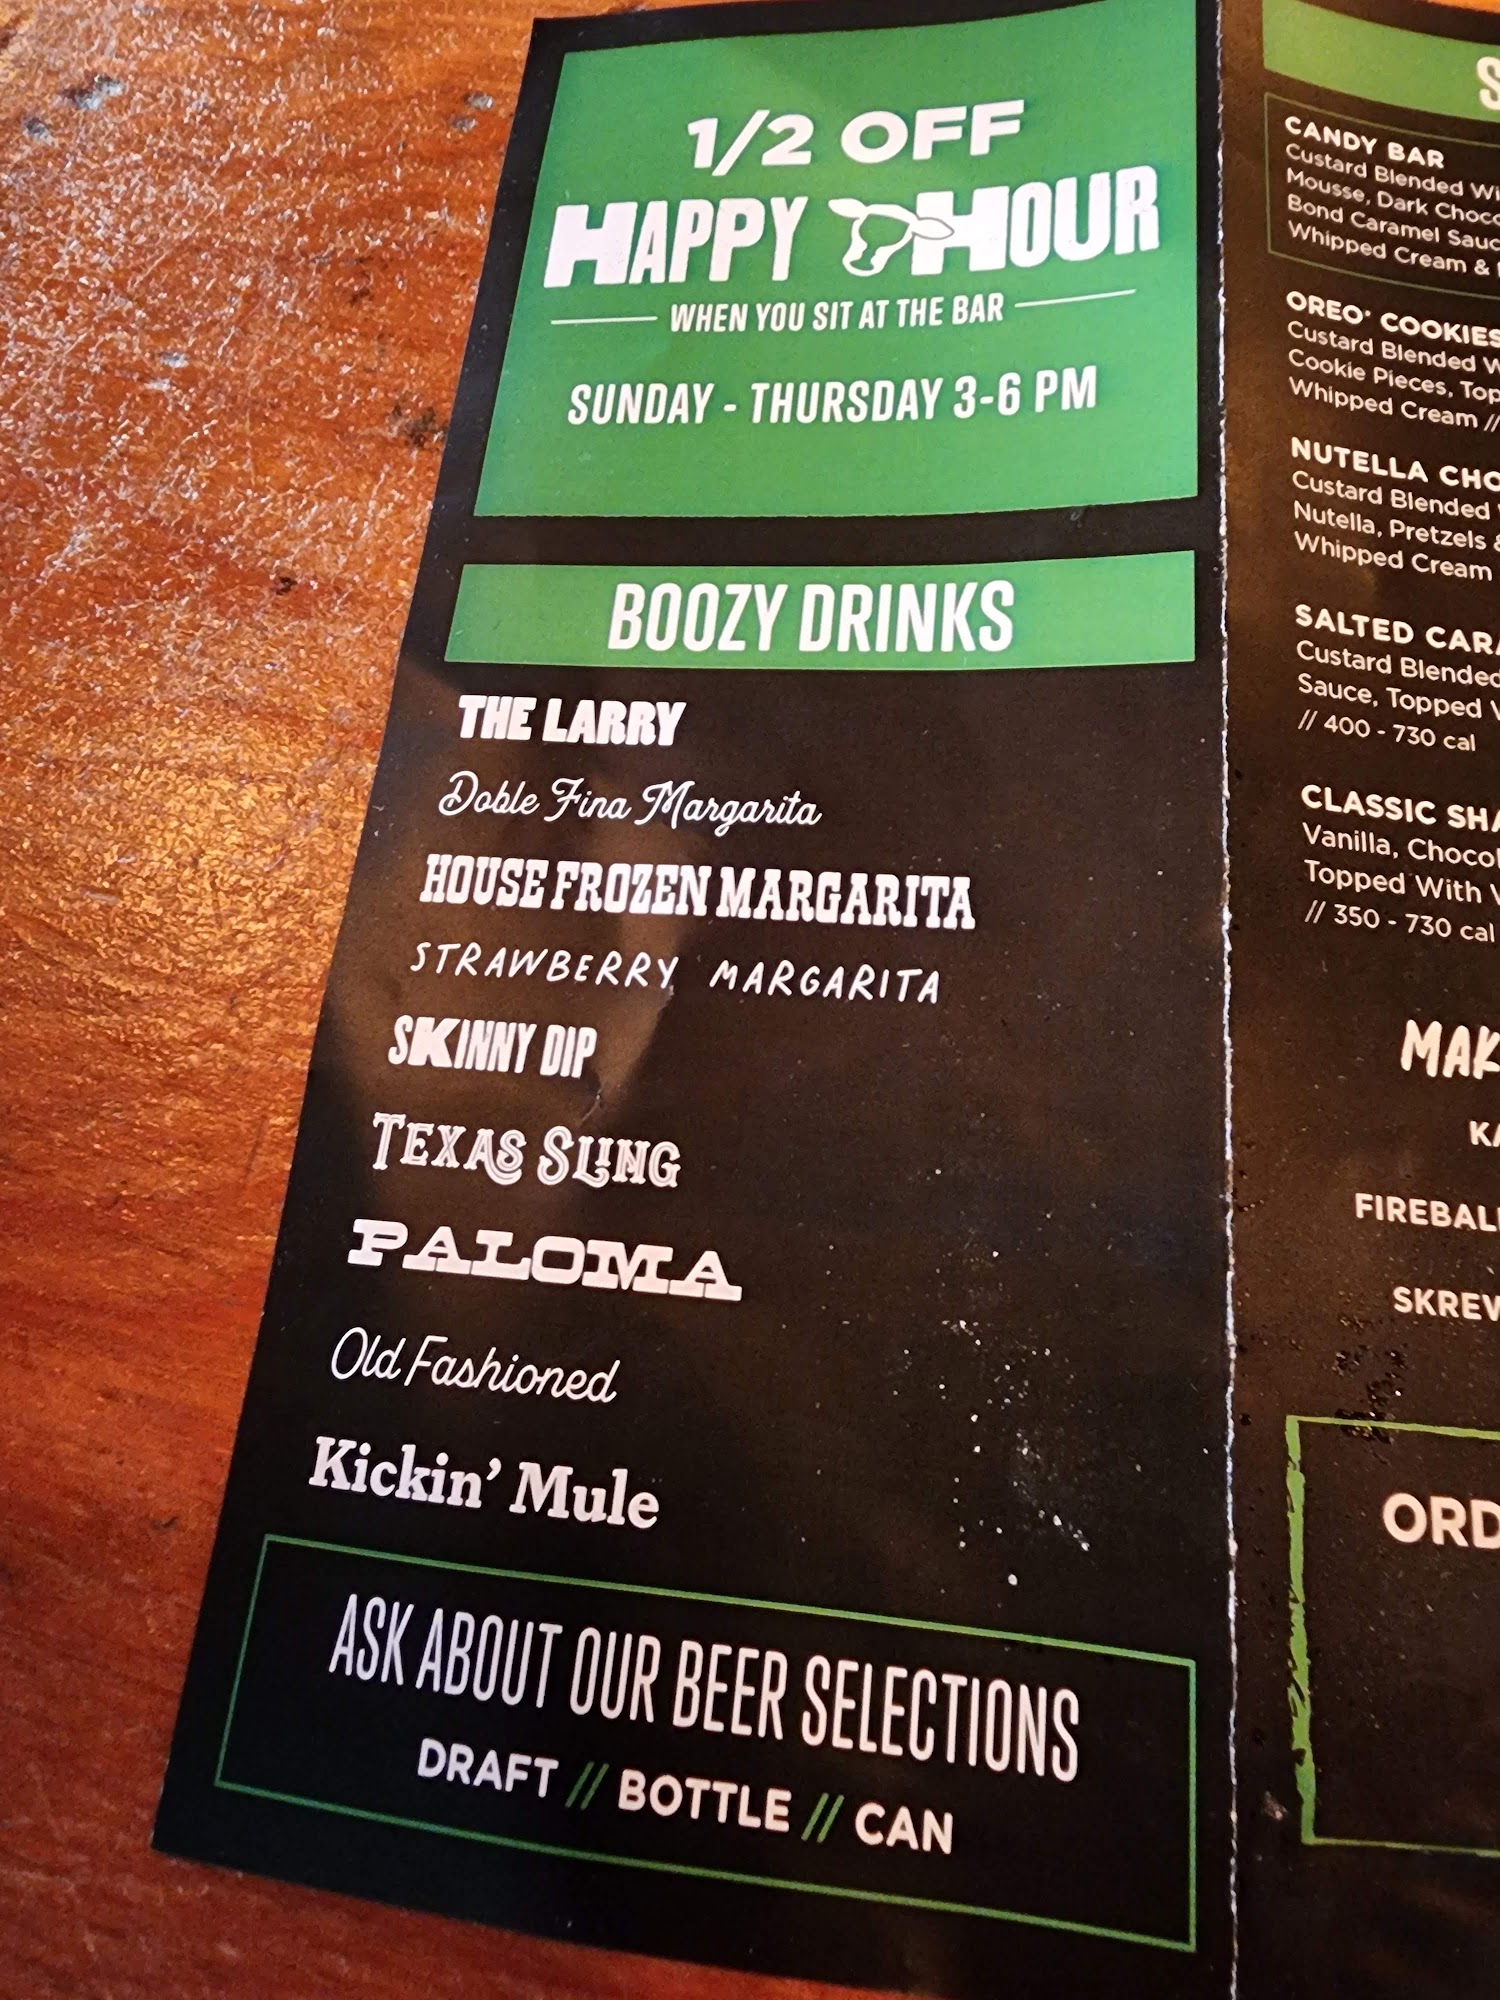 1/2 OFF
HAPPY HOUR
WHEN YOU SIT AT THE BAR
SUNDAY - THURSDAY 3-6 PM
BOOZY DRINKS
THE LARRY
Doble Fina Margarita
HOUSE FROZEN MARGARITA
STRAWBERRY MARGARITA
SKINNY DIP
TEXAS SLING
PALOMA
Old Fashioned
Kickin' Mule
ASK ABOUT OUR BEER SELECTIONS
DRAFT // BOTTLE // CAN
CANDY BAR
Custard Blended
Mousse, Dark
Bond Caramel
Whipped Cream &
OREO® COOKIES
Custard Blended
Cookie Pieces,
Whipped Cream //
NUTELLA
Custard Blended
Nutella, Pretzels &
Whipped Cream
SALTED
Custard Blended
Sauce, Topped
// 400 - 730 cal
CLASSIC
Vanilla,
Topped With
// 350 - 730 cal